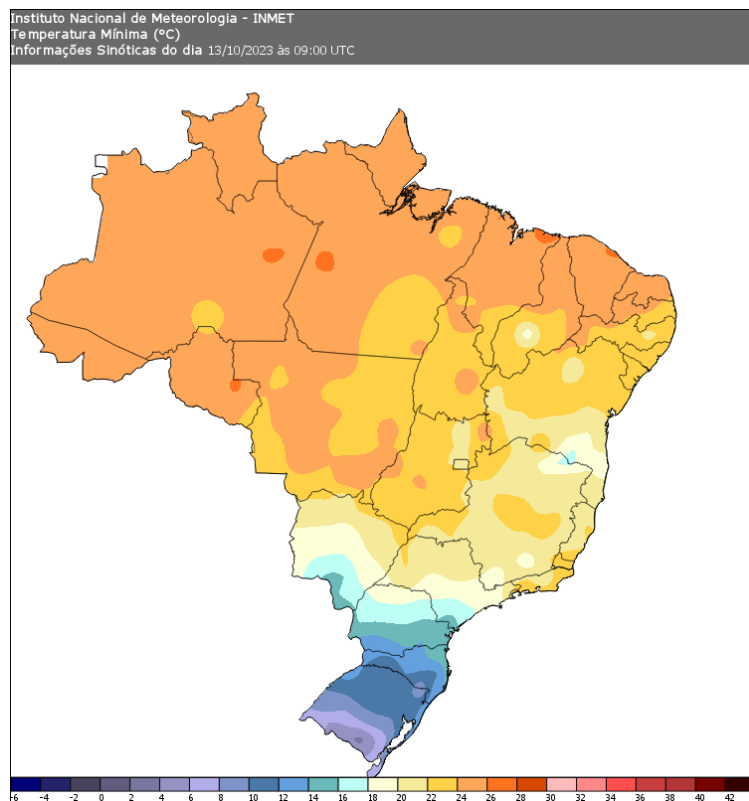 Instituto Nacional de Meteorologia - INMET
Temperatura Mínima (ºC)
Informações Sinóticas do dia 13/10/2023 às 09:00 UTC
-6 -4 -2 0 2 4 6 8 10 12 14 16 18 20 22 24 26 28 30 32 34 36 38 40 42